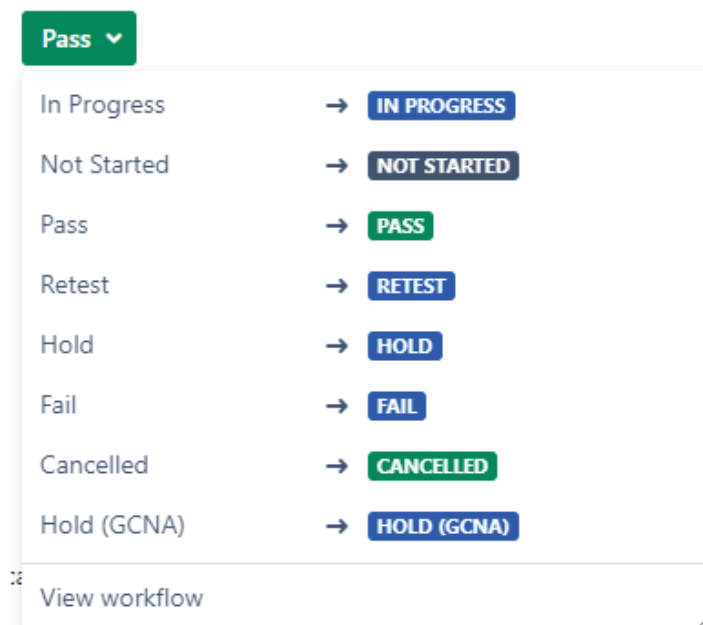 Pass
In Progress → IN PROGRESS
Not Started → NOT STARTED
Pass → PASS
Retest → RETEST
Hold → HOLD
Fail → FAIL
Cancelled → CANCELLED
Hold (GCNA) → HOLD (GCNA)
View workflow